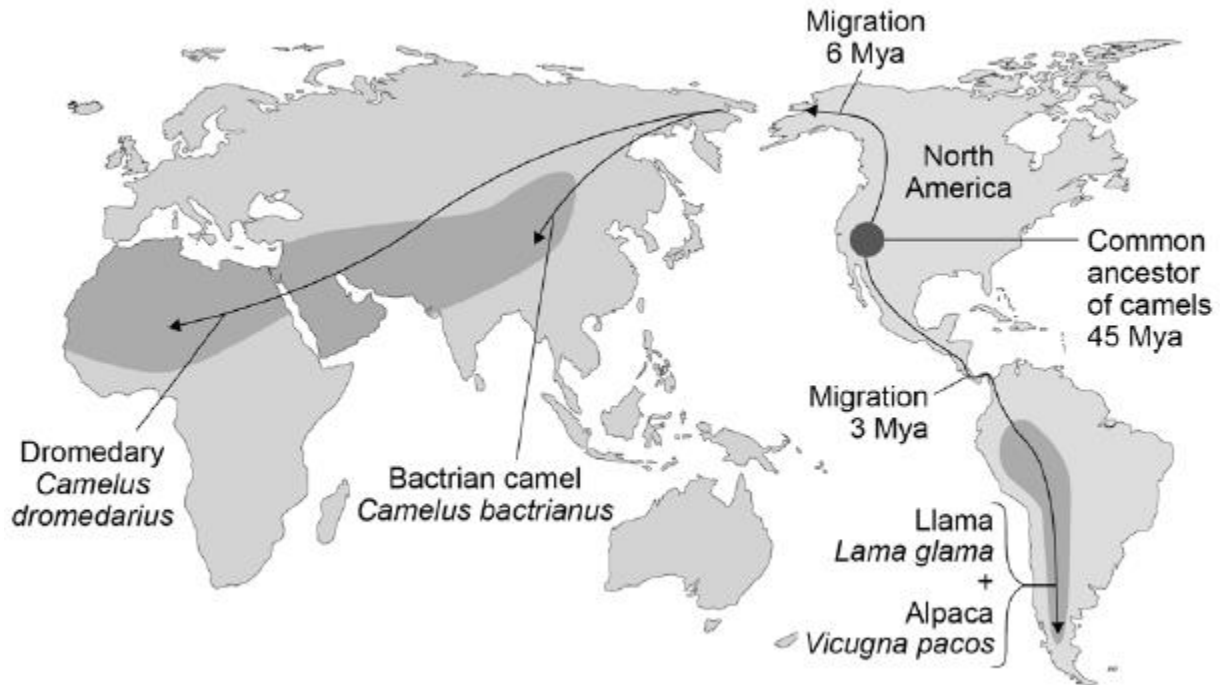 Migration
6 Mya
North
America
Common
ancestor
of camels
45 Mya
Migration
3 Mya
Dromedary
Camelus
dromedarius
Bactrian camel
Camelus bactrianus
Llama
Lama glama
+
Alpaca
Vicugna pacos